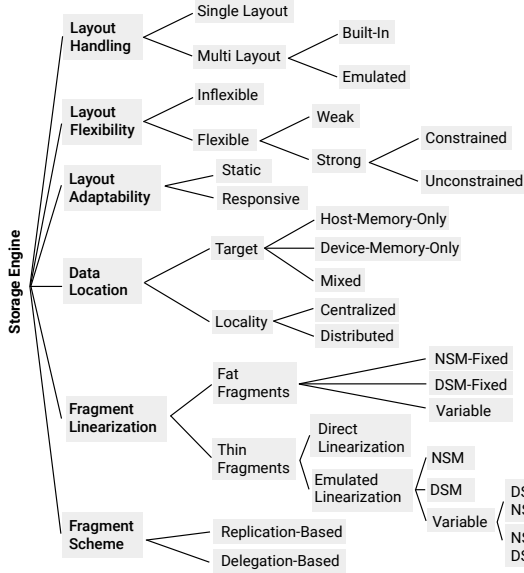 Storage Engine
Layout
Handling
Single Layout
Multi Layout
Built-In
Emulated
Layout
Flexibility
Inflexible
Flexible
Weak
Strong
Constrained
Unconstrained
Layout
Adaptability
Static
Responsive
Data
Location
Target
Host-Memory-Only
Device-Memory-Only
Mixed
Locality
Centralized
Distributed
Fragment
Linearization
Fat
Fragments
NSM-Fixed
DSM-Fixed
Variable
Thin
Fragments
Direct
Linearization
Emulated
Linearization
NSM
DSM
Variable
Fragment
Scheme
Replication-Based
Delegation-Based